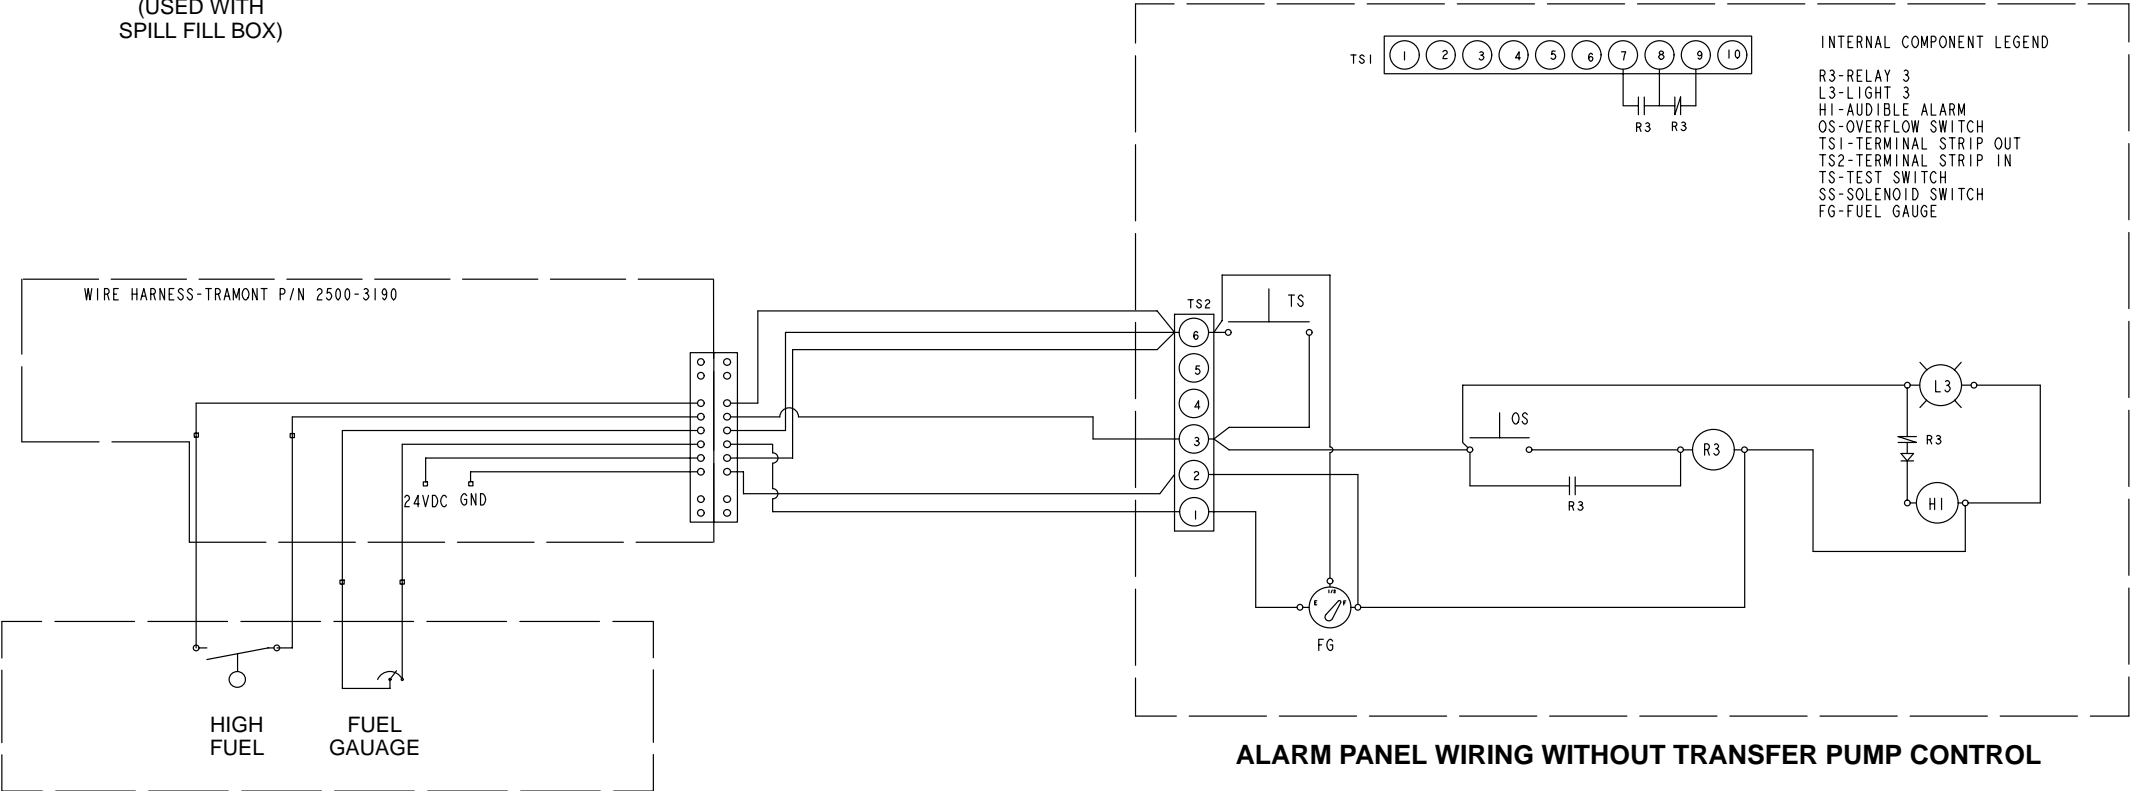 (USED WITH
SPILL FILL BOX)
TS1 1 2 3 4 5 6 7 8 9 10
R3 R3
INTERNAL COMPONENT LEGEND
R3-RELAY 3
L3-LIGHT 3
H1-AUDIBLE ALARM
OS-OVERFLOW SWITCH
TS1-TERMINAL STRIP OUT
TS2-TERMINAL STRIP IN
TS-TEST SWITCH
SS-SOLENOID SWITCH
FG-FUEL GAUGE
WIRE HARNESS-TRAMONT P/N 2500-3190
24VDC GND
TS2
6
5
4
3
2
1
TS
OS
R3
R3
L3
R3
H1
E 1/2 F
FG
HIGH
FUEL
FUEL
GAUAGE
ALARM PANEL WIRING WITHOUT TRANSFER PUMP CONTROL